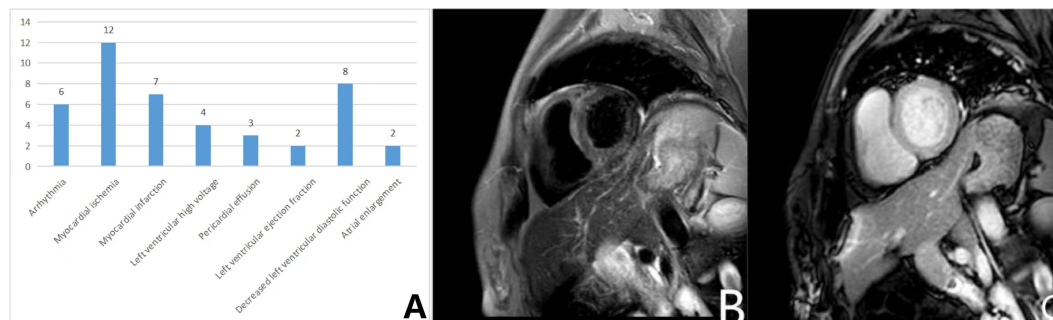 14
12
10
8
6
4
2
0
6
12
7
4
3
2
8
2
Arrhythmia
Myocardial ischemia
Myocardial infarction
Left ventricular high voltage
Pericardial effusion
Left ventricular ejection fraction
Decreased left ventricular diastolic function
Atrial enlargement
A
B
C